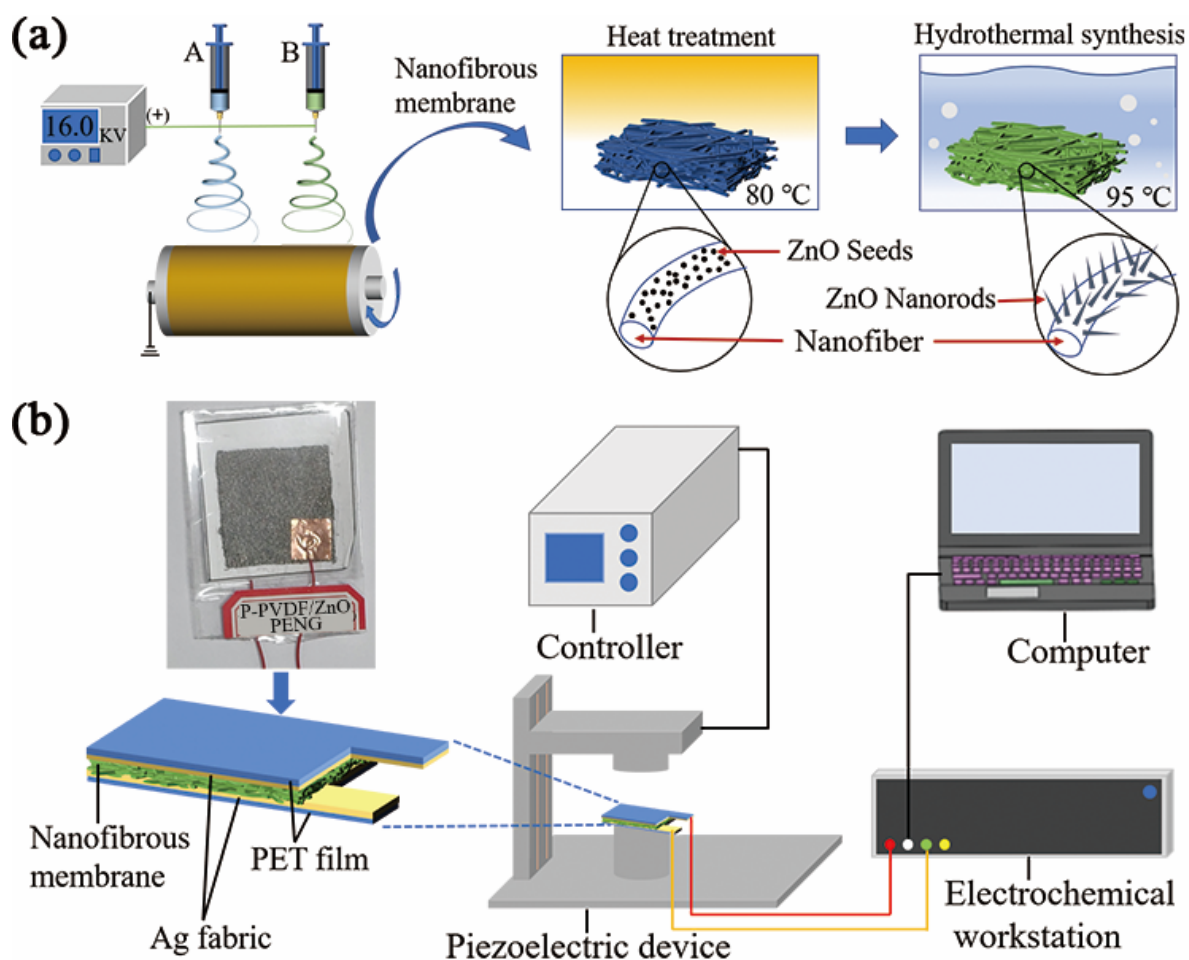 (a)
A
B
16.0 KV
(+)
Nanofibrous
membrane
Heat treatment
80 ℃
Hydrothermal synthesis
95 ℃
ZnO Seeds
ZnO Nanorods
Nanofiber
(b)
P-PVDF/ZnO
PENG
Controller
Computer
Nanofibrous
membrane
PET film
Ag fabric
Piezoelectric device
Electrochemical
workstation